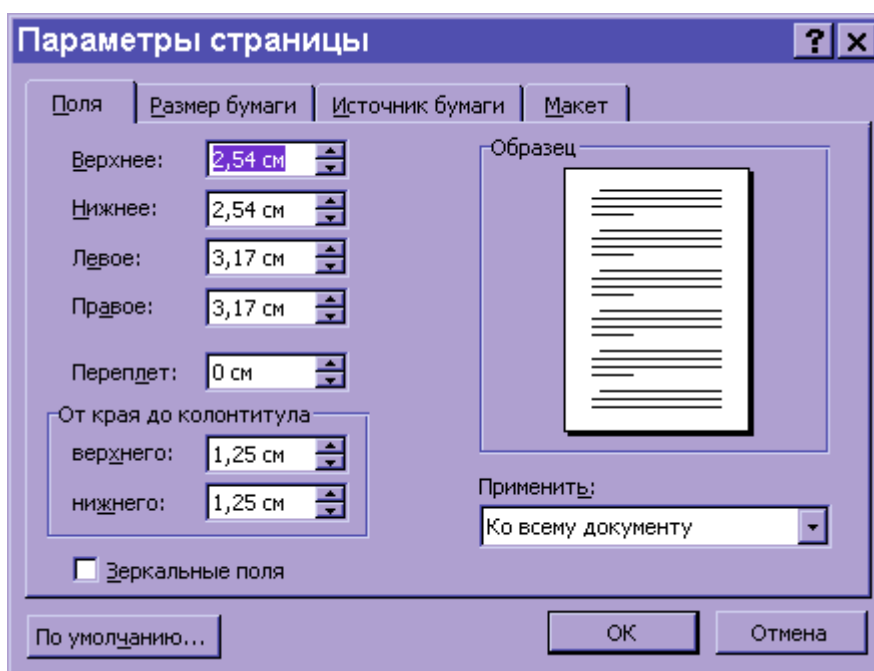 Параметры страницы
Поля Размер бумаги Источник бумаги Макет
Верхнее: 2,54 см
Нижнее: 2,54 см
Левое: 3,17 см
Правое: 3,17 см
Переплет: 0 см
От края до колонтитула
верхнего: 1,25 см
нижнего: 1,25 см
Зеркальные поля
Образец
Применить:
Ко всему документу
По умолчанию... ОК Отмена